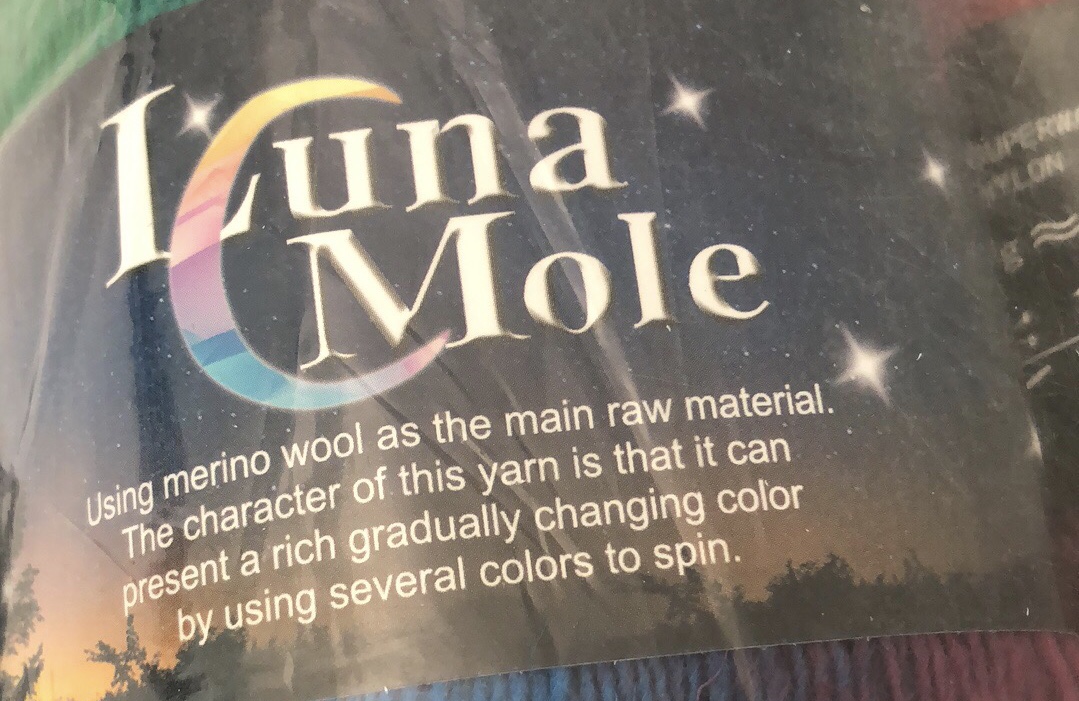 Luna
Mole
Using merino wool as the main raw material.
The character of this yarn is that it can
present a rich gradually changing color
by using several colors to spin.